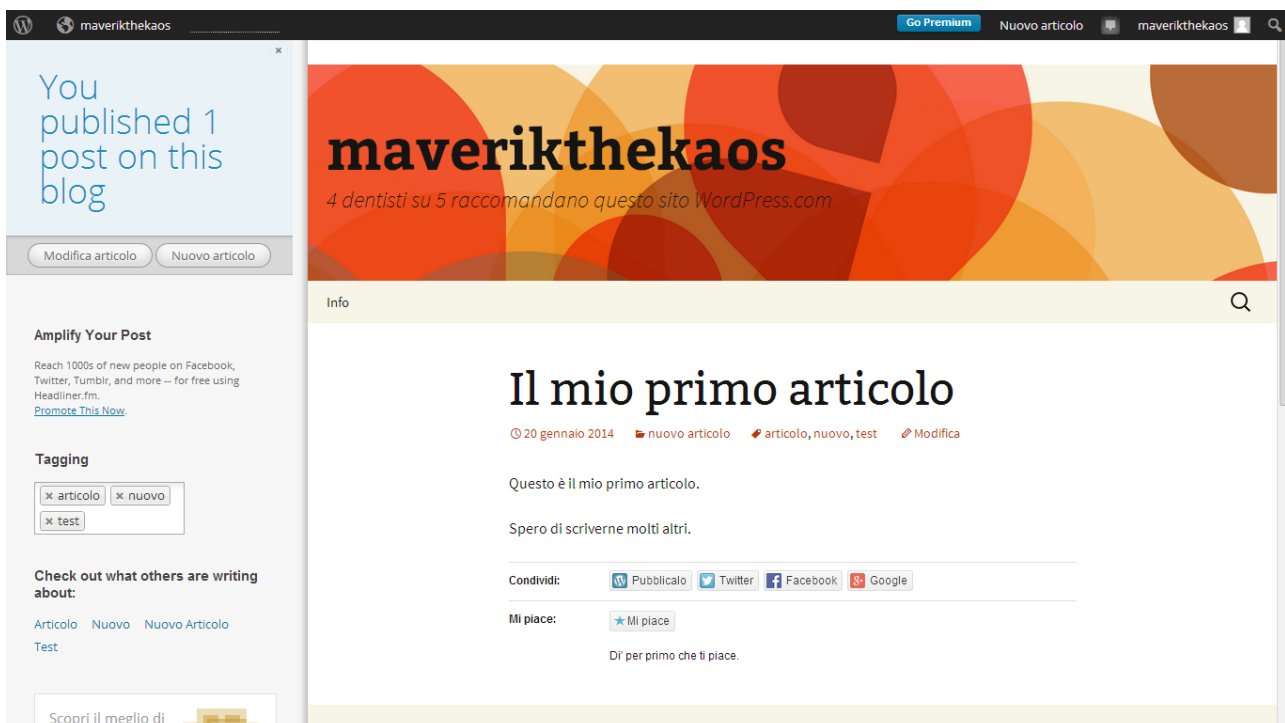 maverikthekaos
Go Premium
Nuovo articolo
maverikthekaos
×
You
published 1
post on this
blog
Modifica articolo
Nuovo articolo
Amplify Your Post
Reach 1000s of new people on Facebook,
Twitter, Tumblr, and more -- for free using
Headliner.fm.
Promote This Now.
Tagging
× articolo × nuovo
× test
Check out what others are writing
about:
Articolo Nuovo Nuovo Articolo
Test
Scopri il meglio di
maverikthekaos
4 dentisti su 5 raccomandano questo sito WordPress.com
Info
Il mio primo articolo
20 gennaio 2014 nuovo articolo articolo, nuovo, test Modifica
Questo è il mio primo articolo.
Spero di scriverne molti altri.
Condividi: Pubblicalo Twitter Facebook Google
Mi piace: Mi piace
Di' per primo che ti piace.